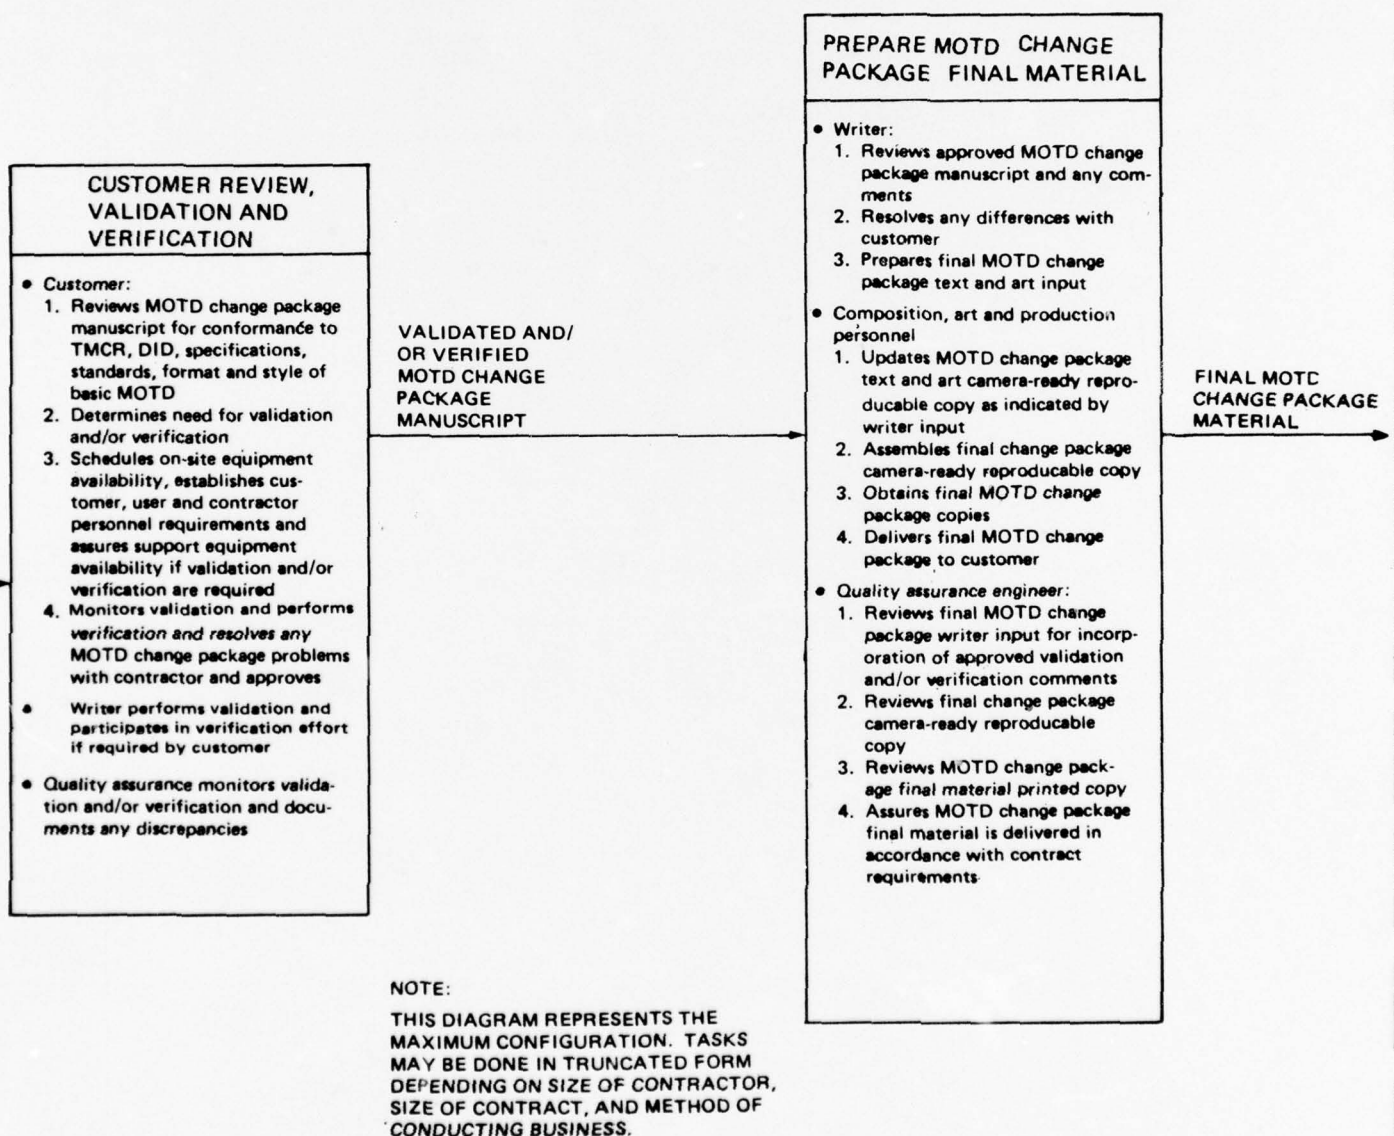 CUSTOMER REVIEW,
VALIDATION AND
VERIFICATION
• Customer:
1. Reviews MOTD change package
manuscript for conformance to
TMCR, DID, specifications,
standards, format and style of
basic MOTD
2. Determines need for validation
and/or verification
3. Schedules on-site equipment
availability, establishes cus-
tomer, user and contractor
personnel requirements and
assures support equipment
availability if validation and/or
verification are required
4. Monitors validation and performs
verification and resolves any
MOTD change package problems
with contractor and approves
• Writer performs validation and
participates in verification effort
if required by customer
• Quality assurance monitors valida-
tion and/or verification and docu-
ments any discrepancies
VALIDATED AND/
OR VERIFIED
MOTD CHANGE
PACKAGE
MANUSCRIPT
PREPARE MOTD CHANGE
PACKAGE FINAL MATERIAL
• Writer:
1. Reviews approved MOTD change
package manuscript and any com-
ments
2. Resolves any differences with
customer
3. Prepares final MOTD change
package text and art input
• Composition, art and production
personnel
1. Updates MOTD change package
text and art camera-ready repro-
ducable copy as indicated by
writer input
2. Assembles final change package
camera-ready reproducable copy
3. Obtains final MOTD change
package copies
4. Delivers final MOTD change
package to customer
• Quality assurance engineer:
1. Reviews final MOTD change
package writer input for incorp-
oration of approved validation
and/or verification comments
2. Reviews final change package
camera-ready reproducable
copy
3. Reviews MOTD change pack-
age final material printed copy
4. Assures MOTD change package
final material is delivered in
accordance with contract
requirements
FINAL MOTD
CHANGE PACKAGE
MATERIAL
NOTE:
THIS DIAGRAM REPRESENTS THE
MAXIMUM CONFIGURATION. TASKS
MAY BE DONE IN TRUNCATED FORM
DEPENDING ON SIZE OF CONTRACTOR,
SIZE OF CONTRACT, AND METHOD OF
CONDUCTING BUSINESS.